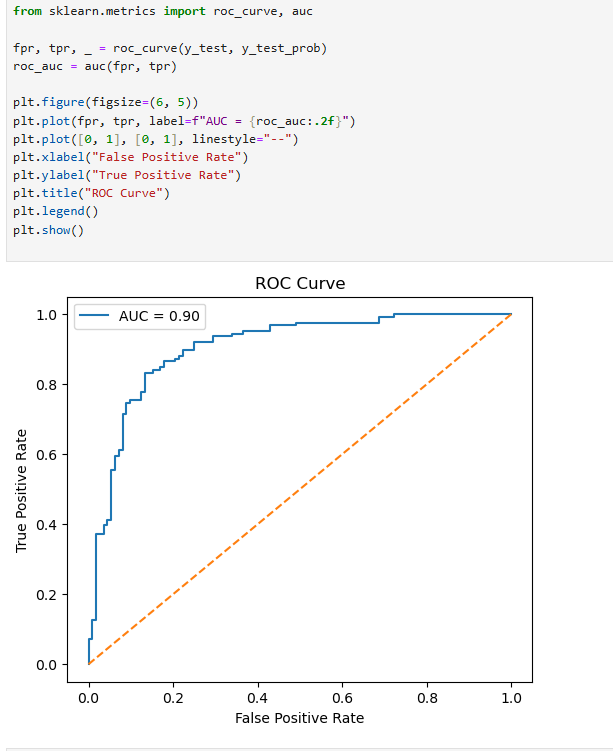 from sklearn.metrics import roc_curve, auc
fpr, tpr, _ = roc_curve(y_test, y_test_prob)
roc_auc = auc(fpr, tpr)
plt.figure(figsize=(6, 5))
plt.plot(fpr, tpr, label=f"AUC = {roc_auc:.2f}")
plt.plot([0, 1], [0, 1], linestyle="--")
plt.xlabel("False Positive Rate")
plt.ylabel("True Positive Rate")
plt.title("ROC Curve")
plt.legend()
plt.show()
ROC Curve
AUC = 0.90
True Positive Rate
1.0
0.8
0.6
0.4
0.2
0.0
0.0 0.2 0.4 0.6 0.8 1.0
False Positive Rate